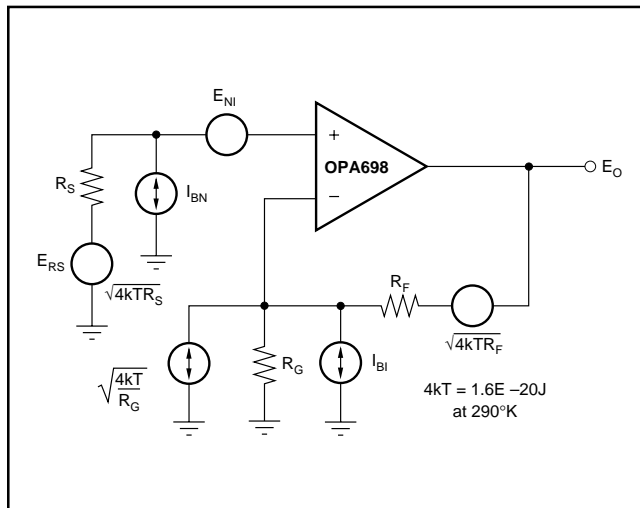 E_NI
+
OPA698
−
E_O
R_S
I_BN
E_RS
√4kTR_S
R_F
√4kTR_F
√4kT/R_G
R_G
I_BI
4kT = 1.6E –20J
at 290°K